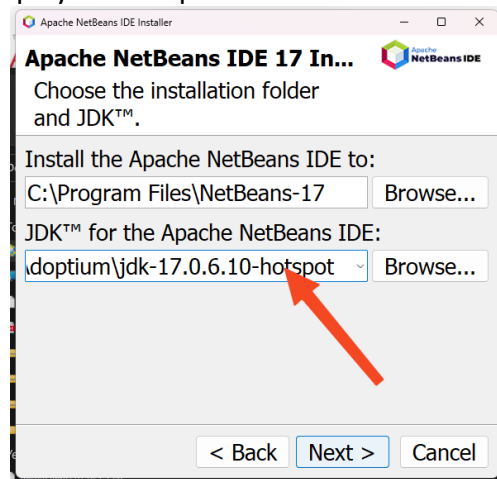 Apache NetBeans IDE Installer
Apache NetBeans IDE 17 In...
Apache
NetBeans IDE
Choose the installation folder
and JDK™.
Install the Apache NetBeans IDE to:
C:\Program Files\NetBeans-17
Browse...
JDK™ for the Apache NetBeans IDE:
doptium\jdk-17.0.6.10-hotspot
Browse...
< Back
Next >
Cancel